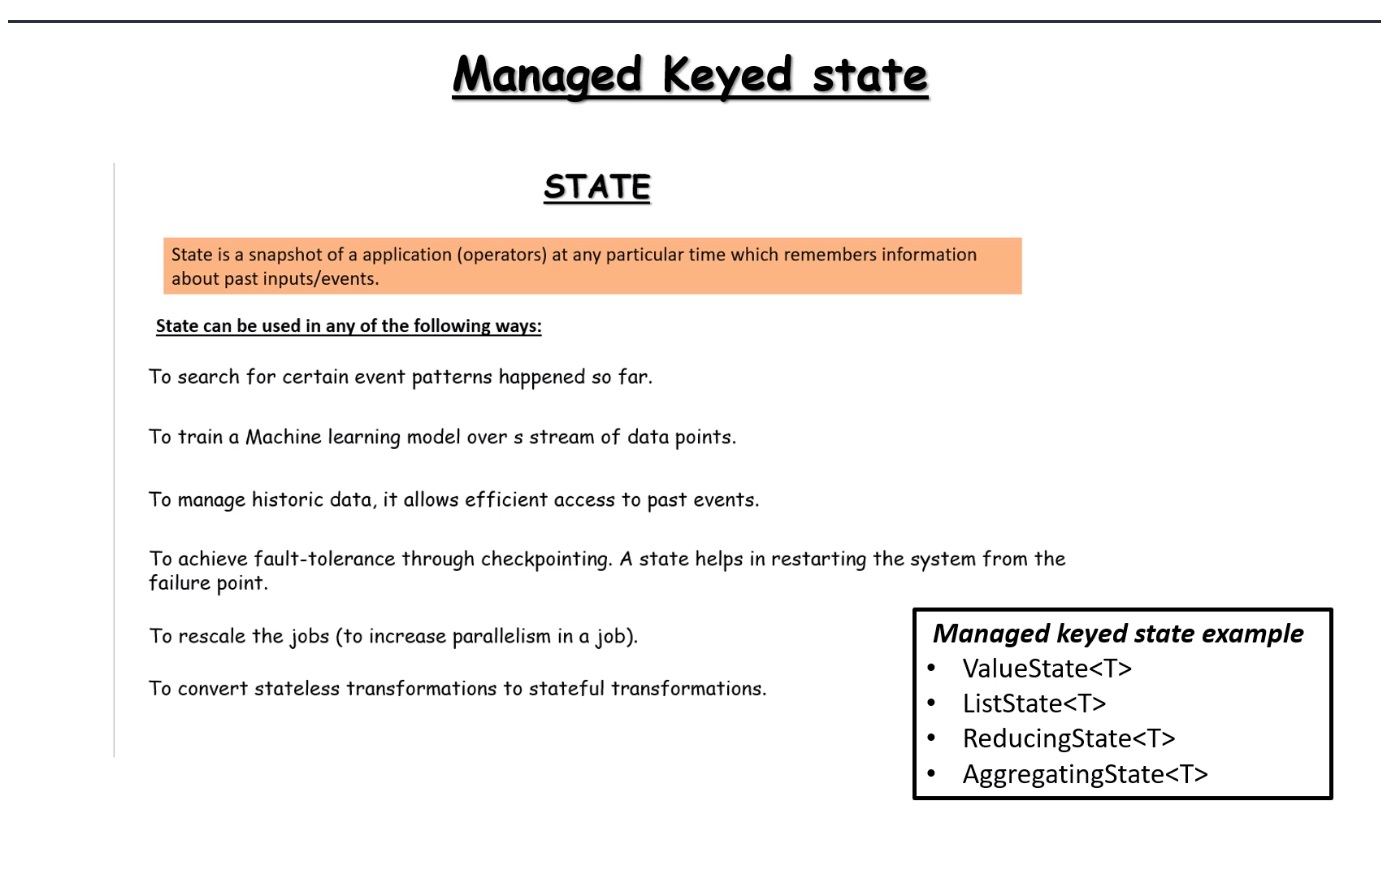 Managed Keyed state
STATE
State is a snapshot of a application (operators) at any particular time which remembers information
about past inputs/events.
State can be used in any of the following ways:
To search for certain event patterns happened so far.
To train a Machine learning model over s stream of data points.
To manage historic data, it allows efficient access to past events.
To achieve fault-tolerance through checkpointing. A state helps in restarting the system from the
failure point.
To rescale the jobs (to increase parallelism in a job).
To convert stateless transformations to stateful transformations.
Managed keyed state example
• ValueState<T>
• ListState<T>
• ReducingState<T>
• AggregatingState<T>